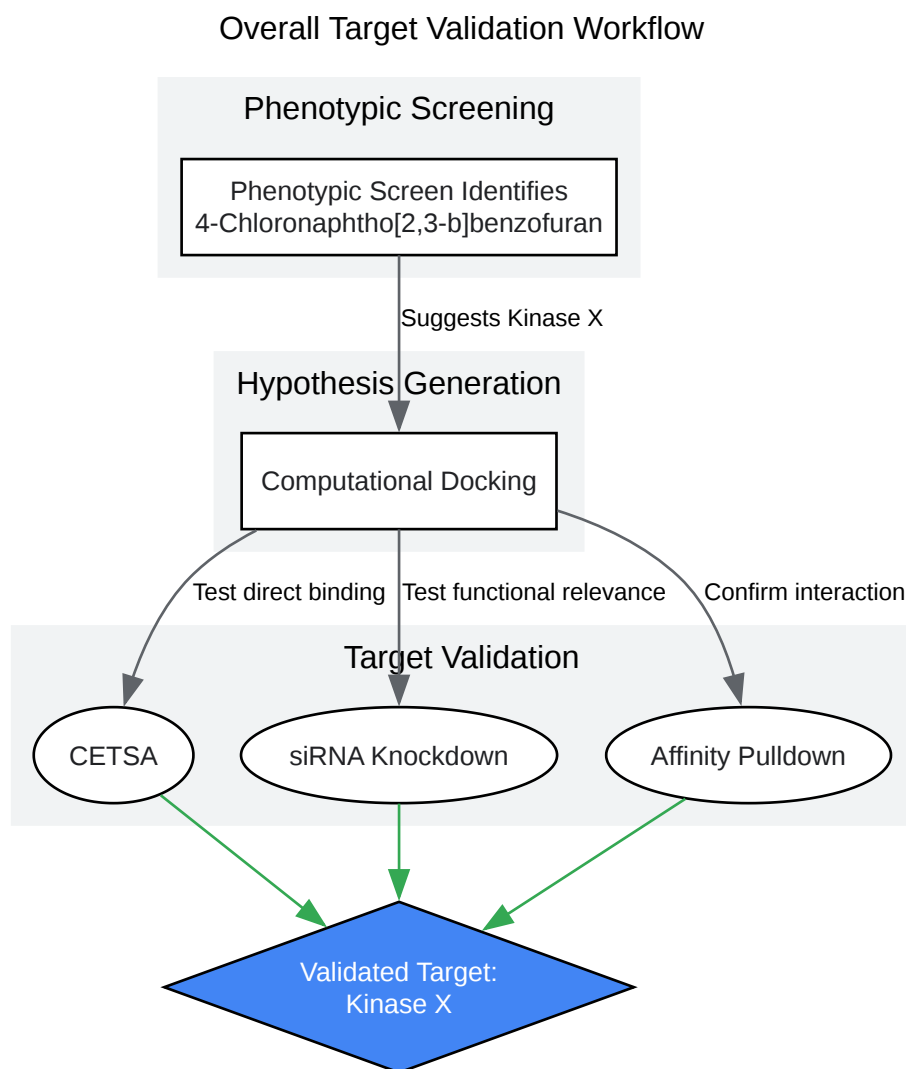 Overall Target Validation Workflow
Phenotypic Screening
Phenotypic Screen Identifies
4-Chloronaphtho[2,3-b]benzofuran
Suggests Kinase X
Hypothesis Generation
Computational Docking
Test direct binding
Test functional relevance
Confirm interaction
Target Validation
CETSA
siRNA Knockdown
Affinity Pulldown
Validated Target:
Kinase X